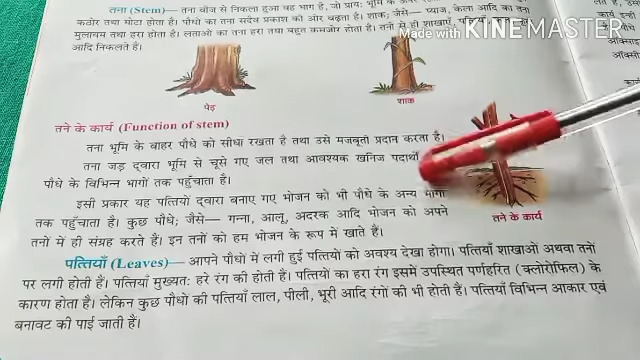 तना (Stem)— तना बीज से निकला हुआ वह भाग है, जो प्राय: भूमि के ऊपर
कठोर तथा मोटा होता है। पौधों का तना सदैव प्रकाश की ओर बढ़ता है। शाक; जैसे— प्याज, केला आदि का तना
मुलायम तथा हरा होता है। लताओं का तना हरा तथा बहुत कमजोर होता है। तनों से ही शाखाएँ,
आदि निकलते हैं।
Made with KINEMASTER
पेड़
शाक
तने के कार्य (Function of stem)
तना भूमि के बाहर पौधे को सीधा रखता है तथा उसे मजबूती प्रदान करता है।
तना जड़ द्वारा भूमि से चूसे गए जल तथा आवश्यक खनिज पदार्थों
पौधे के विभिन्न भागों तक पहुँचाता है।
इसी प्रकार यह पत्तियों द्वारा बनाए गए भोजन को भी पौधे के अन्य भागों
तक पहुँचाता है। कुछ पौधे; जैसे— गन्ना, आलू, अदरक आदि भोजन को अपने
तनों में ही संग्रह करते हैं। इन तनों को हम भोजन के रूप में खाते हैं।
तने के कार्य
पत्तियाँ (Leaves)— आपने पौधों में लगी हुई पत्तियों को अवश्य देखा होगा। पत्तियाँ शाखाओं अथवा तनों
पर लगी होती हैं। पत्तियाँ मुख्यत: हरे रंग की होती हैं। पत्तियों का हरा रंग इसमें उपस्थित पर्णहरित (क्लोरोफिल) के
कारण होता है। लेकिन कुछ पौधों की पत्तियाँ लाल, पीली, भूरी आदि रंगों की भी होती हैं। पत्तियाँ विभिन्न आकार एवं
बनावट की पाई जाती हैं।